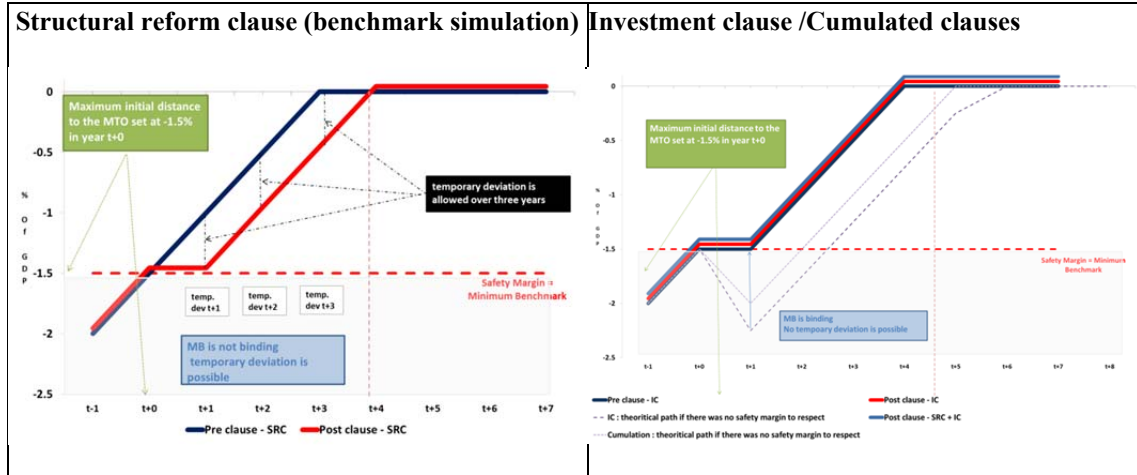 Structural reform clause (benchmark simulation)
Maximum initial distance
to the MTO set at -1.5%
in year t+0
temporary deviation is
allowed over three years
Safety Margin =
Minimum Benchmark
temp.
dev t+1
temp.
dev t+2
temp.
dev t+3
MB is not binding
temporary deviation is
possible
% Of GDP
0
-0.5
-1
-1.5
-2
-2.5
t-1 t+0 t+1 t+2 t+3 t+4 t+5 t+6 t+7
Pre clause - SRC Post clause - SRC
Investment clause /Cumulated clauses
Maximum initial distance to the
MTO set at -1.5% in year t+0
Safety Margin = Minimum
Benchmark
MB is binding
No tempoary deviation is possible
% of GDP
0
-0.5
-1
-1.5
-2
-2.5
t-1 t+0 t+1 t+2 t+3 t+4 t+5 t+6 t+7 t+8
Pre clause - IC Post clause - IC
IC : theoritical path if there was no safety margin to respect Post clause - SRC + IC
Cumulation : theoritical path if there was no safety margin to respect